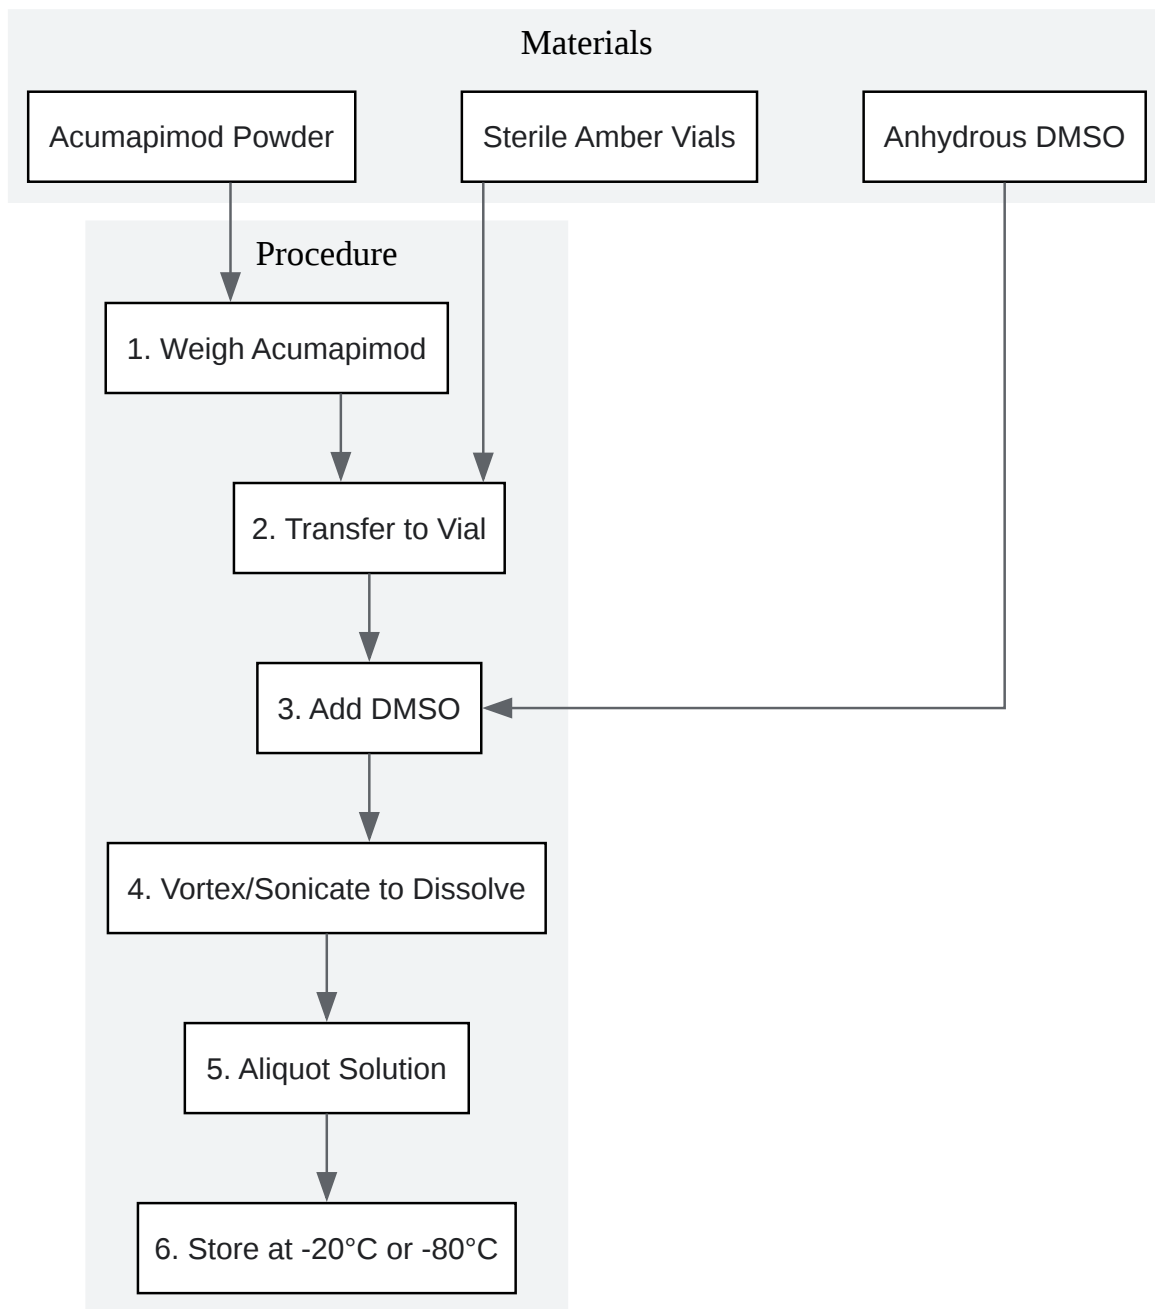 Materials
Acumapimod Powder
Sterile Amber Vials
Anhydrous DMSO
Procedure
1. Weigh Acumapimod
2. Transfer to Vial
3. Add DMSO
4. Vortex/Sonicate to Dissolve
5. Aliquot Solution
6. Store at -20°C or -80°C